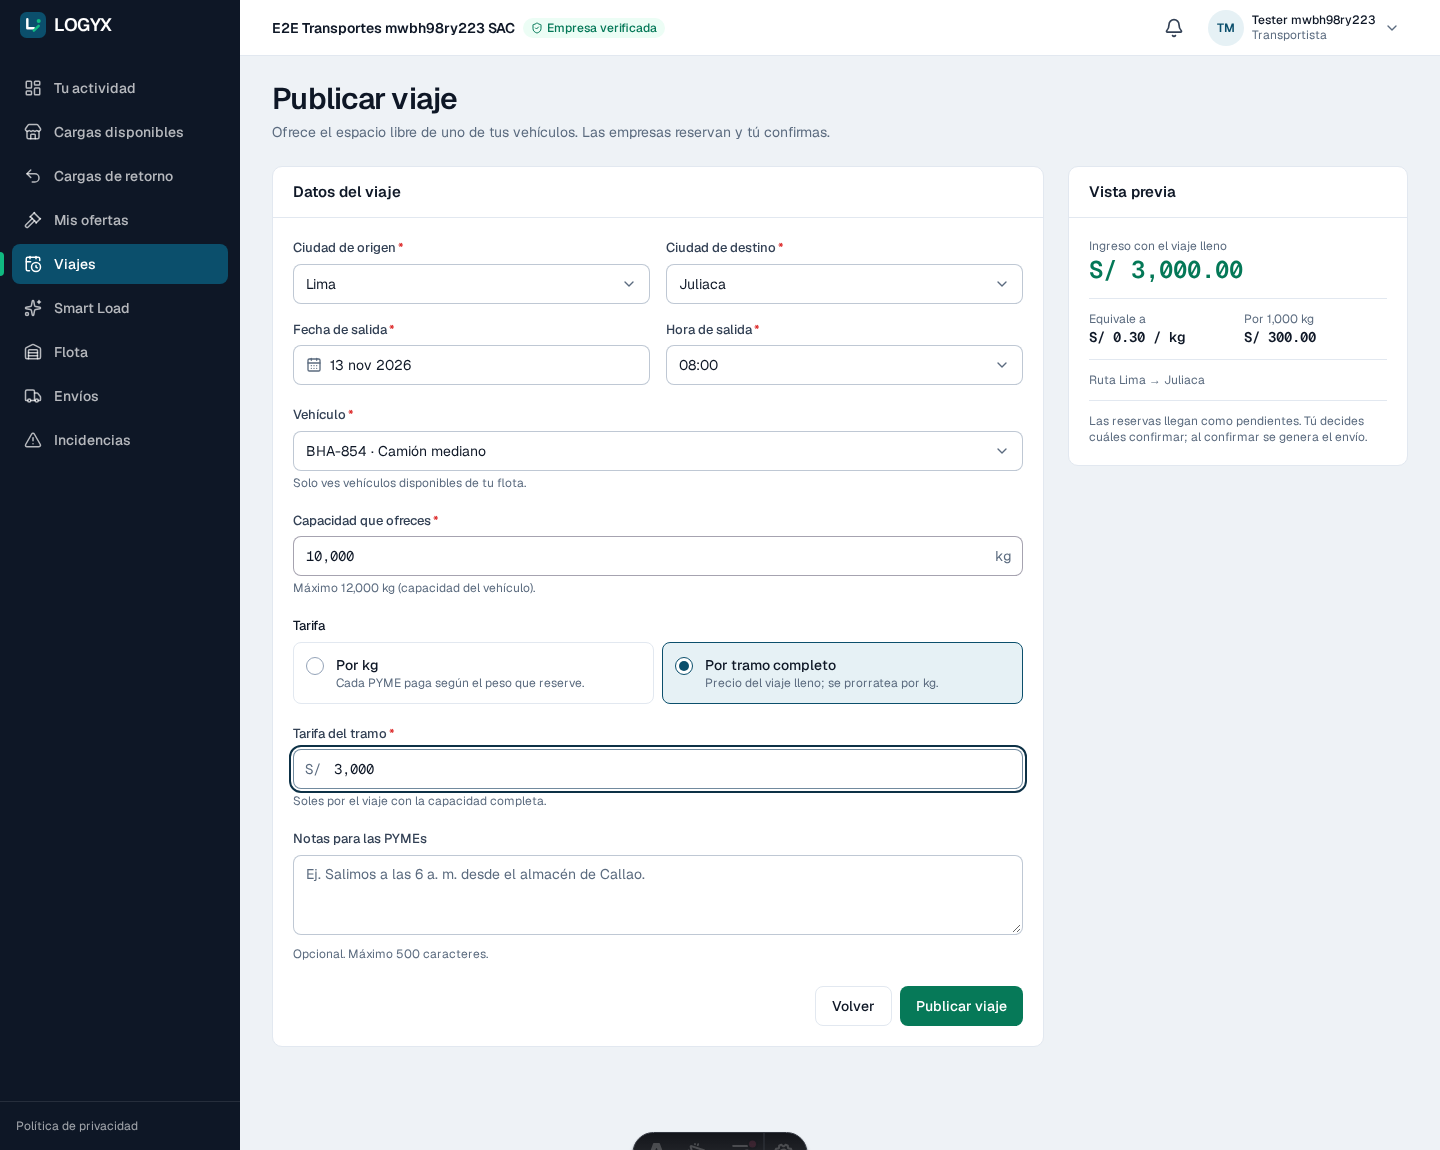 LOGYX
Tu actividad
Cargas disponibles
Cargas de retorno
Mis ofertas
Viajes
Smart Load
Flota
Envíos
Incidencias
Política de privacidad
E2E Transportes mwbh98ry223 SAC
Empresa verificada
TM
Tester mwbh98ry223
Transportista
Publicar viaje
Ofrece el espacio libre de uno de tus vehículos. Las empresas reservan y tú confirmas.
Datos del viaje
Ciudad de origen *
Lima
Ciudad de destino *
Juliaca
Fecha de salida *
13 nov 2026
Hora de salida *
08:00
Vehículo *
BHA-854 · Camión mediano
Solo ves vehículos disponibles de tu flota.
Capacidad que ofreces *
10,000 kg
Máximo 12,000 kg (capacidad del vehículo).
Tarifa
Por kg
Cada PYME paga según el peso que reserve.
Por tramo completo
Precio del viaje lleno; se prorratea por kg.
Tarifa del tramo *
S/ 3,000
Soles por el viaje con la capacidad completa.
Notas para las PYMEs
Ej. Salimos a las 6 a. m. desde el almacén de Callao.
Opcional. Máximo 500 caracteres.
Volver
Publicar viaje
Vista previa
Ingreso con el viaje lleno
S/ 3,000.00
Equivale a
S/ 0.30 / kg
Por 1,000 kg
S/ 300.00
Ruta Lima → Juliaca
Las reservas llegan como pendientes. Tú decides
cuáles confirmar; al confirmar se genera el envío.